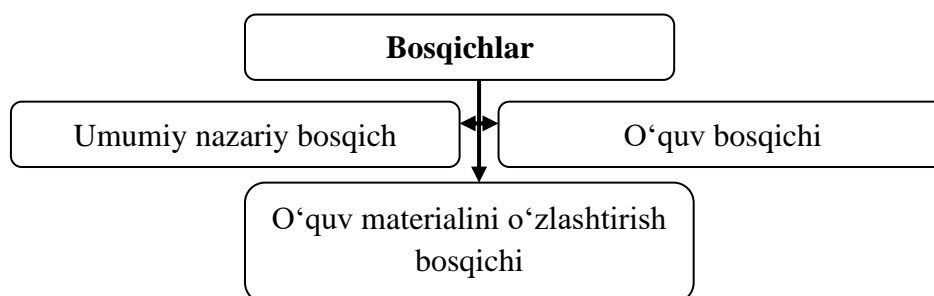 Bosqichlar
Umumiy nazariy bosqich
O‘quv bosqichi
O‘quv materialini o‘zlashtirish
bosqichi